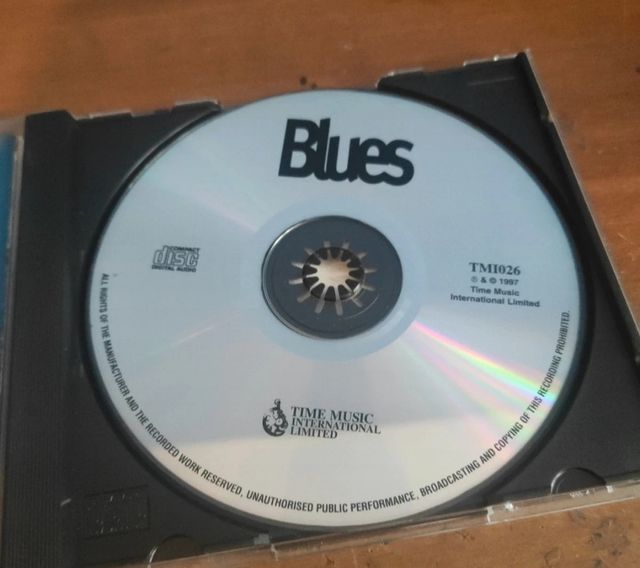 Blues
COMPACT
disc
DIGITAL AUDIO
TMI026
℗ & © 1997
Time Music
International Limited
TIME MUSIC
INTERNATIONAL
LIMITED
ALL RIGHTS OF THE MANUFACTURER AND THE RECORDED WORK RESERVED, UNAUTHORISED PUBLIC PERFORMANCE, BROADCASTING AND COPYING OF THIS RECORDING PROHIBITED.